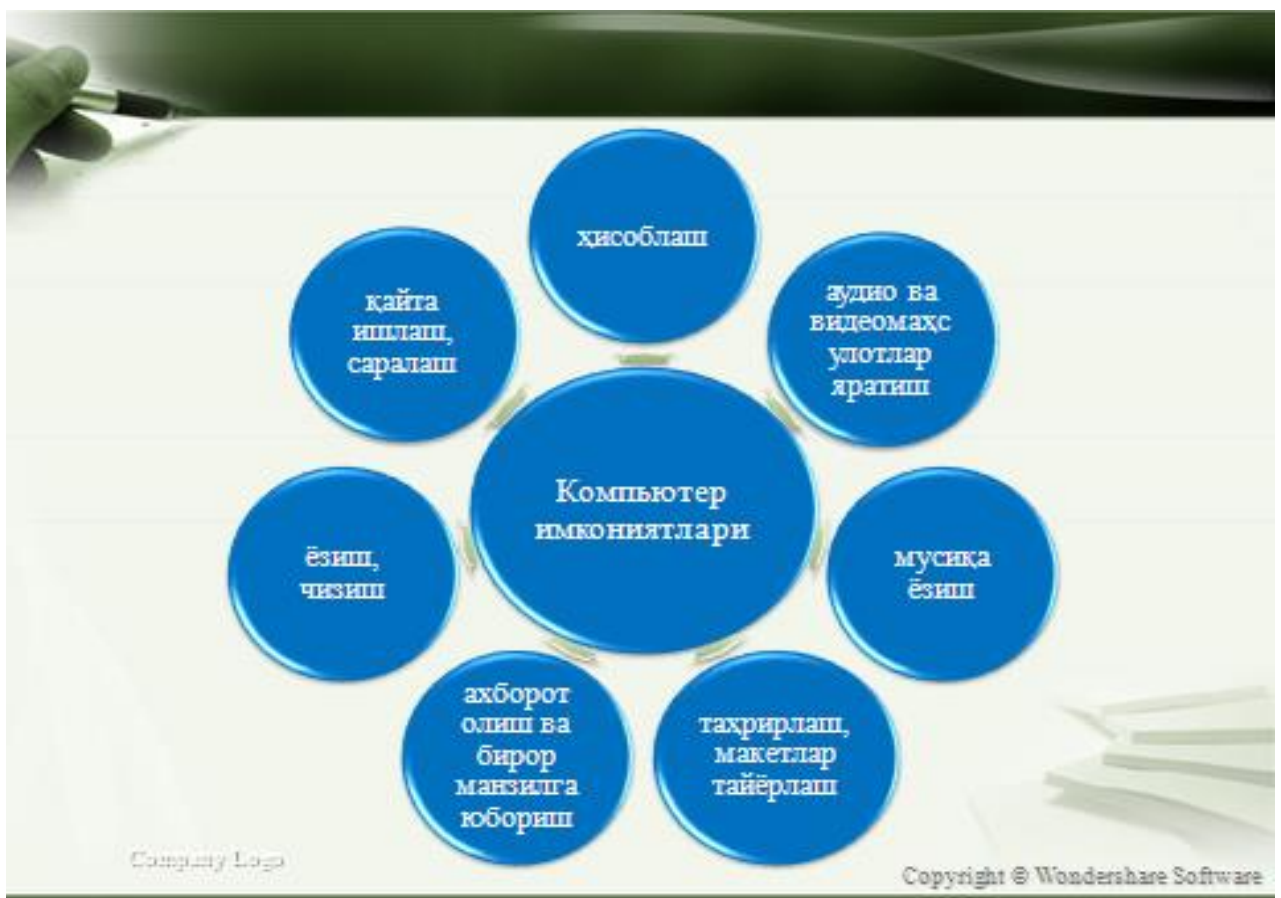 ҳисоблаш
аудио ва
видеомаҳс
улотлар
яратиш
мусиқа
ёзиш
таҳрирлаш,
макетлар
тайёрлаш
ахборот
олиш ва
бирор
манзилга
юбориш
ёзиш,
чизиш
қайта
ишлаш,
саралаш
Компьютер
имкониятлари
Company Logo
Copyright © Wondershare Software